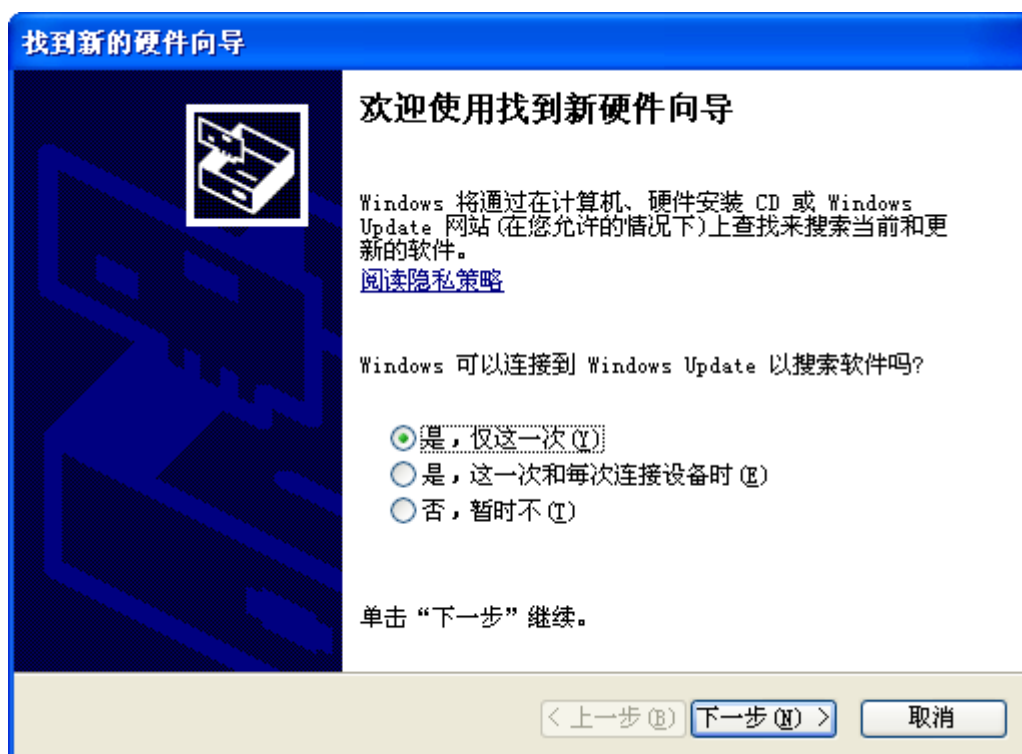 找到新的硬件向导
欢迎使用找到新硬件向导
Windows 将通过在计算机、硬件安装 CD 或 Windows
Update 网站(在您允许的情况下)上查找来搜索当前和更
新的软件。
阅读隐私策略
Windows 可以连接到 Windows Update 以搜索软件吗?
是，仅这一次(Y)
是，这一次和每次连接设备时(E)
否，暂时不(T)
单击“下一步”继续。
< 上一步(B) 下一步(N) > 取消